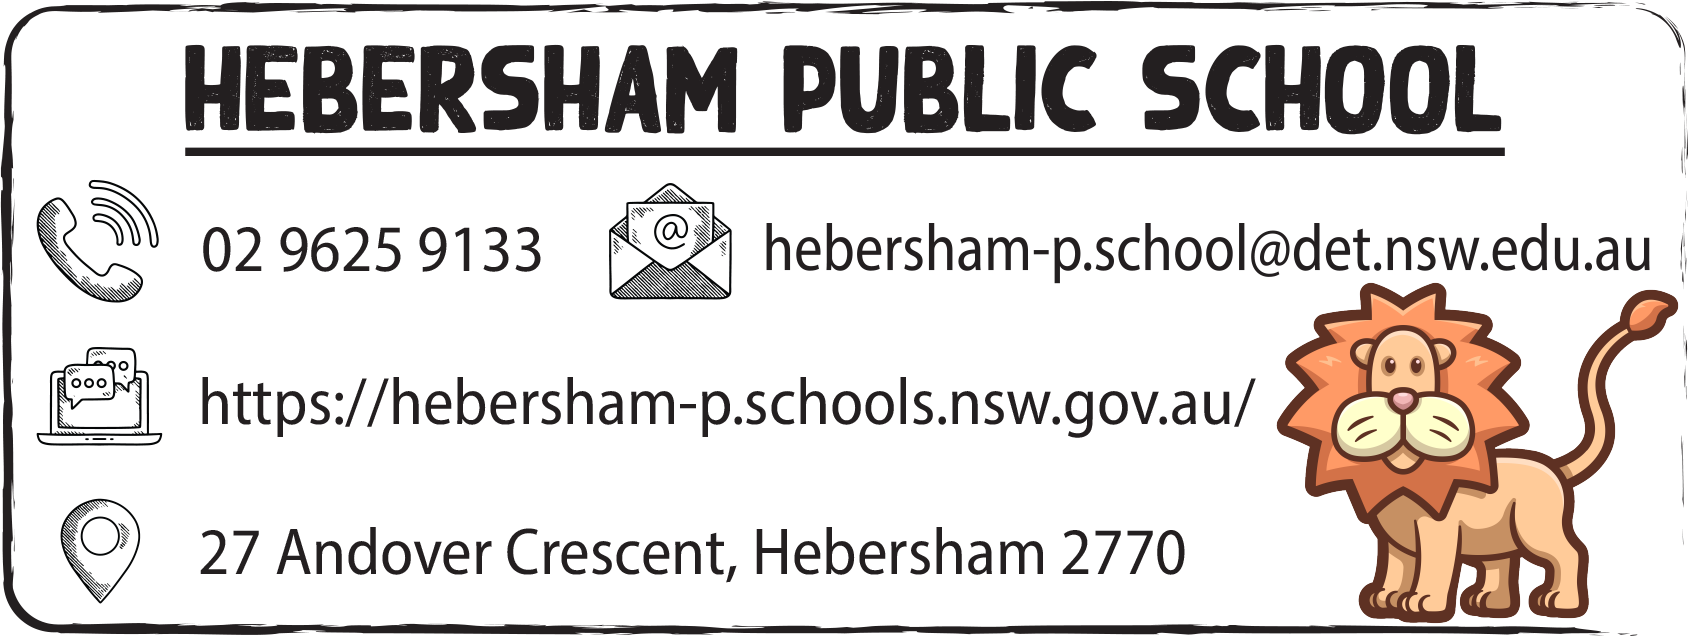 HEBERSHAM PUBLIC SCHOOL
02 9625 9133
hebersham-p.school@det.nsw.edu.au
https://hebersham-p.schools.nsw.gov.au/
27 Andover Crescent, Hebersham 2770